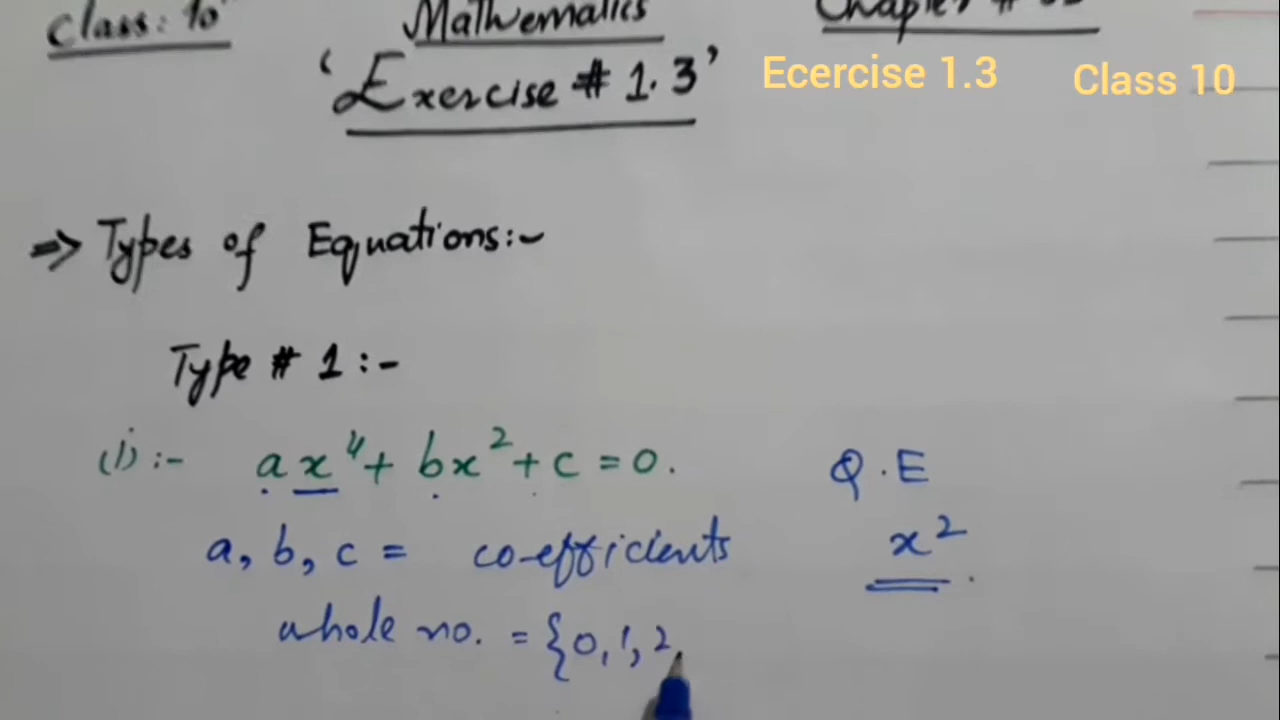 Class: 10
Mathematics
'Exercise # 1.3'
Ecercise 1.3
Class 10
⇒ Types of Equations:-
Type # 1:-
(i):- ax⁴ + bx² + c = 0.
Q.E
a, b, c = co-efficients
x²
whole no. = {0, 1, 2